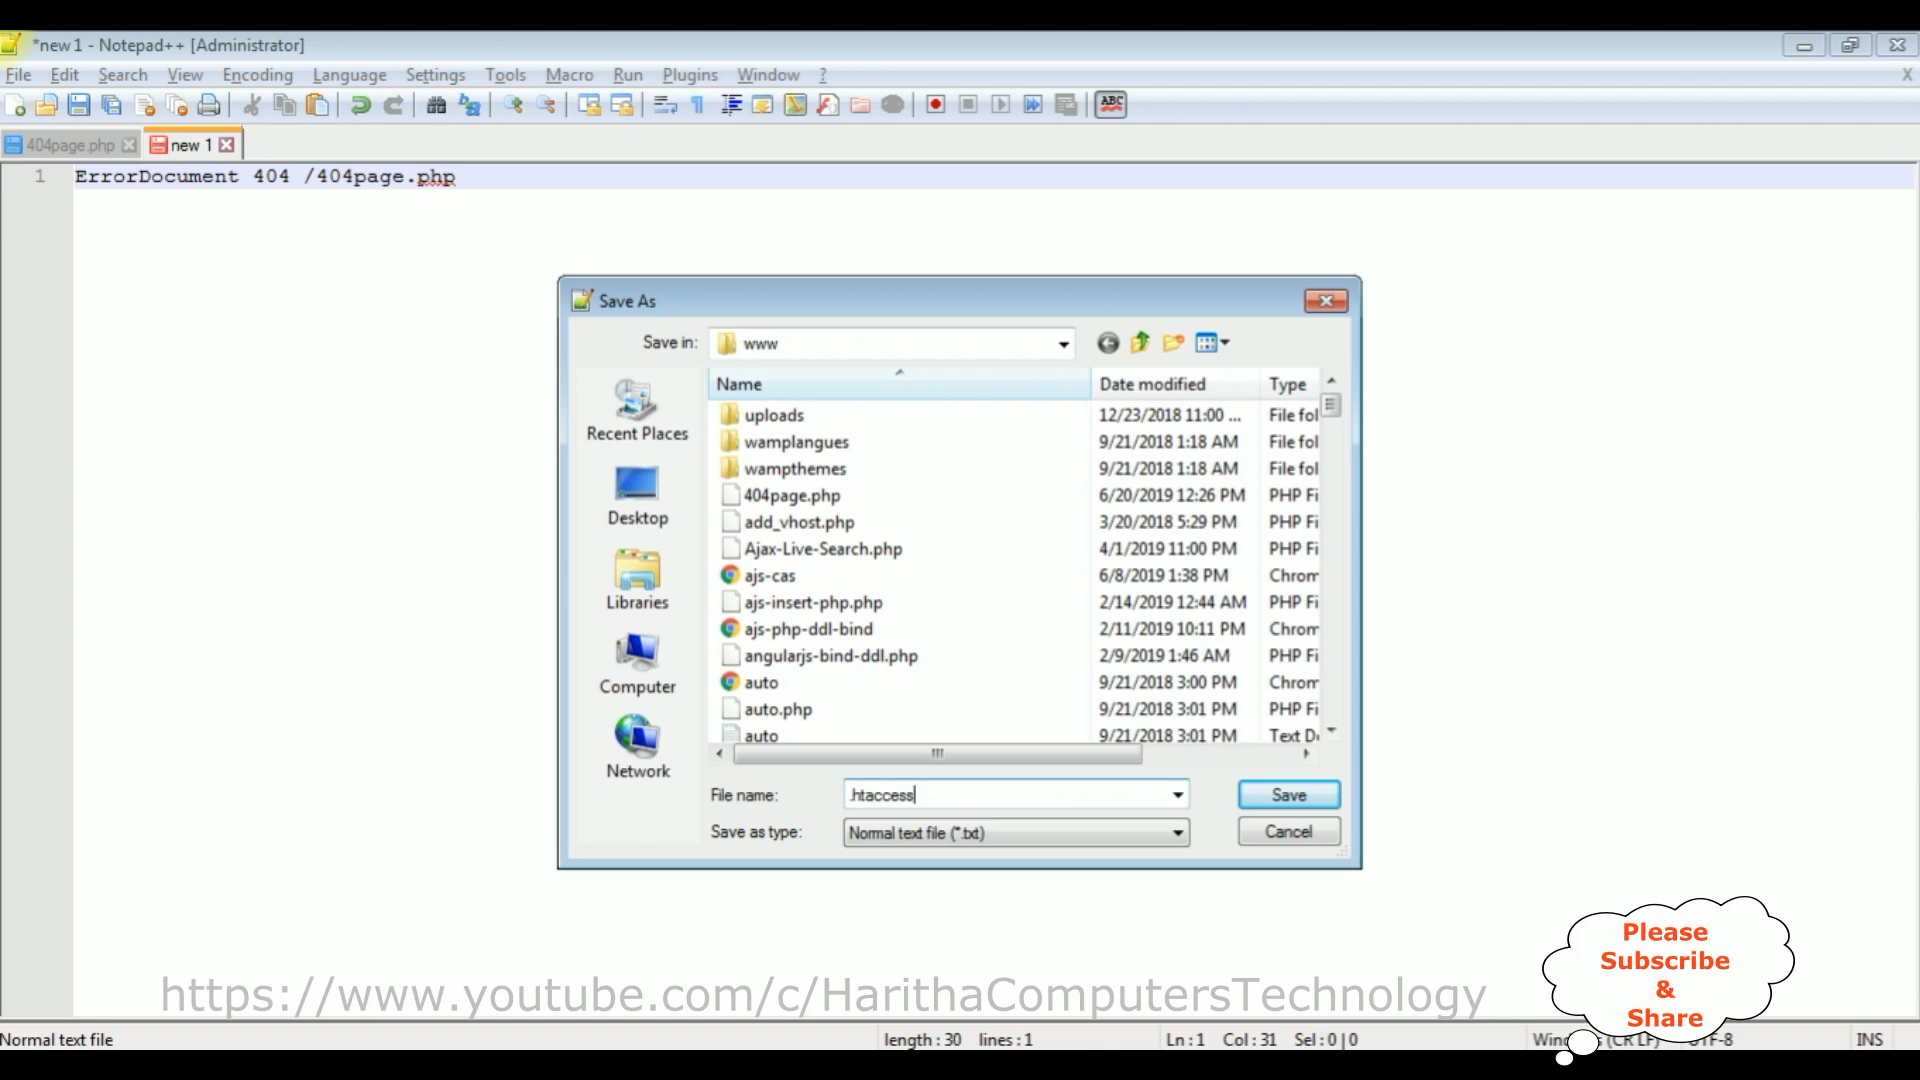 *new 1 - Notepad++ [Administrator]
File Edit Search View Encoding Language Settings Tools Macro Run Plugins Window ? X
ABC
404page.php new 1
1 ErrorDocument 404 /404page.php
Save As
Save in: www
Name Date modified Type
uploads 12/23/2018 11:00 ... File fol
wamplangues 9/21/2018 1:18 AM File fol
wampthemes 9/21/2018 1:18 AM File fol
404page.php 6/20/2019 12:26 PM PHP Fi
add_vhost.php 3/20/2018 5:29 PM PHP Fi
Ajax-Live-Search.php 4/1/2019 11:00 PM PHP Fi
ajs-cas 6/8/2019 1:38 PM Chrom
ajs-insert-php.php 2/14/2019 12:44 AM PHP Fi
ajs-php-ddl-bind 2/11/2019 10:11 PM Chrom
angularjs-bind-ddl.php 2/9/2019 1:46 AM PHP Fi
auto 9/21/2018 3:00 PM Chrom
auto.php 9/21/2018 3:01 PM PHP Fi
auto 9/21/2018 3:01 PM Text D
Recent Places
Desktop
Libraries
Computer
Network
File name: .htaccess Save
Save as type: Normal text file (*.txt) Cancel
Please
Subscribe
&
Share
https://www.youtube.com/c/HarithaComputersTechnology
Normal text file length : 30 lines : 1 Ln : 1 Col : 31 Sel : 0 | 0 (CR LF) UTF-8 INS